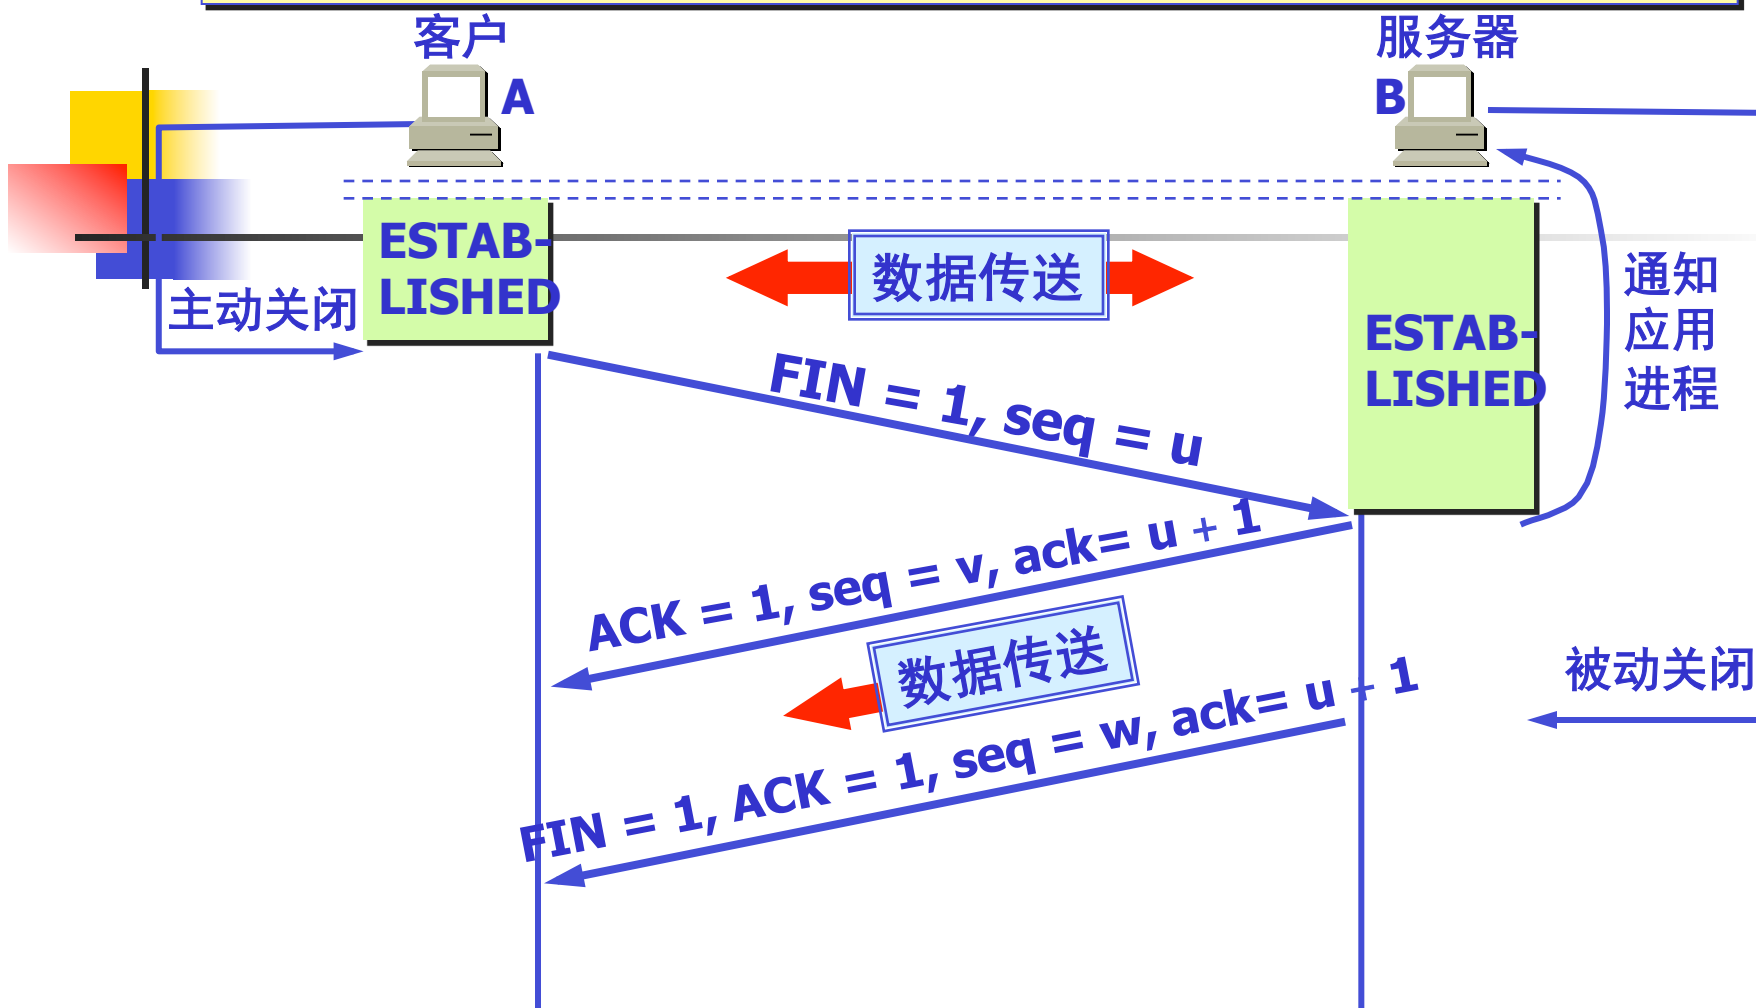 客户
服务器
A
B
ESTAB-
LISHED
数据传送
主动关闭
通知
应用
进程
ESTAB-
LISHED
FIN = 1, seq = u
ACK = 1, seq = v, ack= u + 1
数据传送
被动关闭
FIN = 1, ACK = 1, seq = w, ack= u + 1